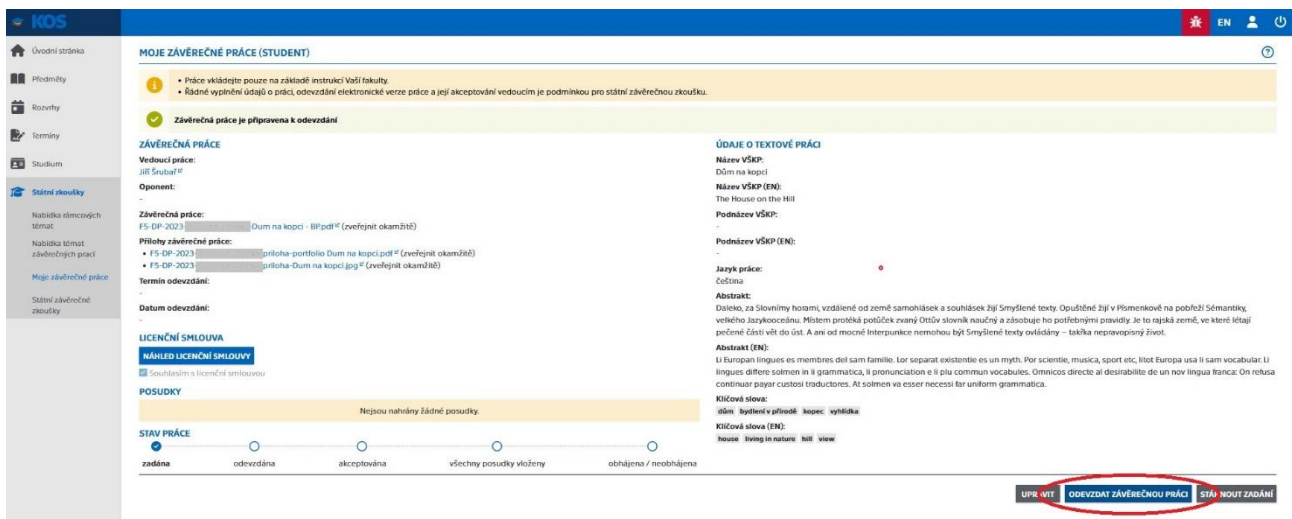 KOS
EN
Úvodní stránka
Předměty
Rozvrhy
Termíny
Studium
Státní zkoušky
Nabídka rámcových
témat
Nabídka témat
závěrečných prací
Moje závěrečné práce
Státní závěrečné
zkoušky
MOJE ZÁVĚREČNÉ PRÁCE (STUDENT)
• Práce vkládejte pouze na základě instrukcí Vaší fakulty.
• Řádné vyplnění údajů o práci, odevzdání elektronické verze práce a její akceptování vedoucím je podmínkou pro státní závěrečnou zkoušku.
Závěrečná práce je připravena k odevzdání
ZÁVĚREČNÁ PRÁCE
Vedoucí práce:
Jiří Šrubař
Oponent:
-
Závěrečná práce:
F5-DP-2023- Dum na kopci - BP.pdf (zveřejnit okamžitě)
Přílohy závěrečné práce:
• F5-DP-2023- priloha-portfolio Dum na kopci.pdf (zveřejnit okamžitě)
• F5-DP-2023- priloha-Dum na kopci.jpg (zveřejnit okamžitě)
Termín odevzdání:
-
Datum odevzdání:
-
LICENČNÍ SMLOUVA
NÁHLED LICENČNÍ SMLOUVY
Souhlasím s licenční smlouvou
POSUDKY
Nejsou nahrány žádné posudky.
STAV PRÁCE
zadána odevzdána akceptována všechny posudky vloženy obhájena / neobhájena
ÚDAJE O TEXTOVÉ PRÁCI
Název VŠKP:
Dům na kopci
Název VŠKP (EN):
The House on the Hill
Podnázev VŠKP:
-
Podnázev VŠKP (EN):
-
Jazyk práce:
čeština
Abstrakt:
Daleko, za Slovními horami, vzdálené od země samohlásek a souhlásek žijí Smyšlené texty. Opuštěné žijí v Písmenkově na pobřeží Sémantiky,
velkého Jazykooceánu. Místem protéká potůček zvaný Ottův slovník naučný a zásobuje ho potřebnými pravidly. Je to rajská země, ve které létají
pečené části vět do úst. A ani od mocné Interpunkce nemohou být Smyšlené texty ovládány – takřka nepravopisný život.
Abstrakt (EN):
Li Europan lingues es membres del sam familie. Lor separat existentie es un myth. Por scientie, musica, sport etc, litot Europa usa li sam vocabular. Li
lingues differe solmen in li grammatica, li pronunciation e li plu commun vocabules. Omnicos directe al desirabilite de un nov lingua franca: On refusa
continuar payar custosi traductores. At solmen va esser necessi far uniform grammatica.
Klíčová slova:
dům bydlení v přírodě kopec vyhlídka
Klíčová slova (EN):
house living in nature hill view
UPRAVIT ODEVZDAT ZÁVĚREČNOU PRÁCI STÁHNOUT ZADÁNÍ